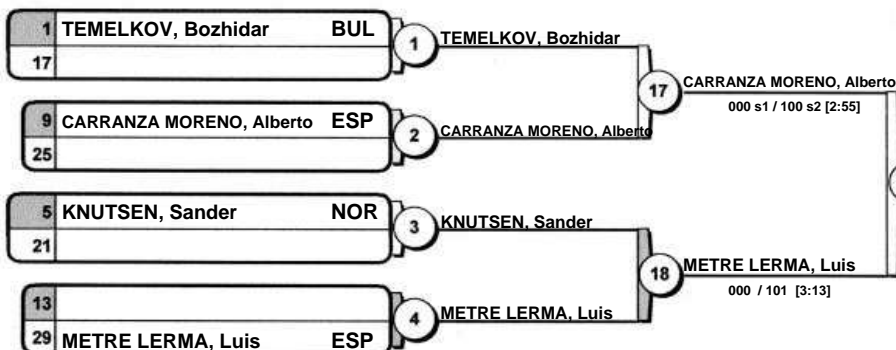 1 TEMELKOV, Bozhidar BUL
17
1
TEMELKOV, Bozhidar
9 CARRANZA MORENO, Alberto ESP
25
2
CARRANZA MORENO, Alberto
17
CARRANZA MORENO, Alberto
000 s1 / 100 s2 [2:55]
5 KNUTSEN, Sander NOR
21
3
KNUTSEN, Sander
13
29 METRE LERMA, Luis ESP
4
METRE LERMA, Luis
18
METRE LERMA, Luis
000 / 101 [3:13]